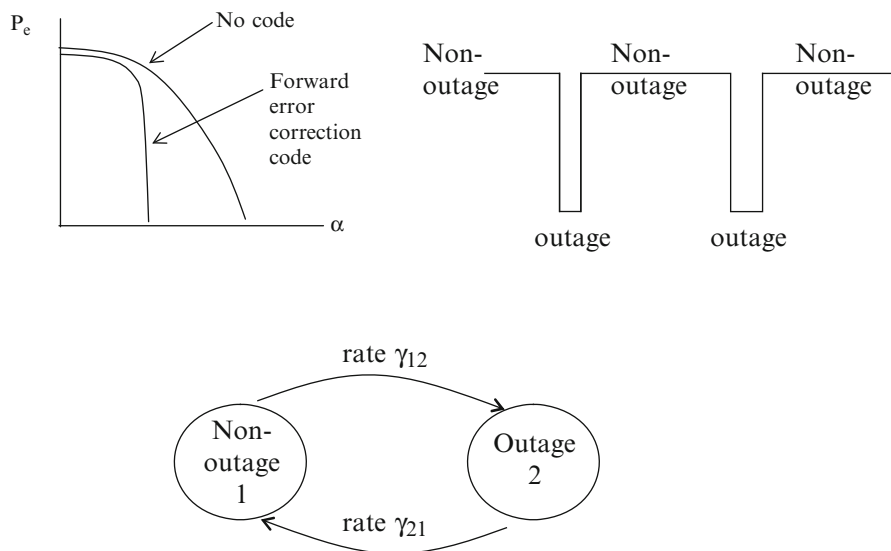 P_e
No code
Forward
error
correction
code
α
Non-
outage
Non-
outage
Non-
outage
outage
outage
rate γ₁₂
Non-
outage
1
Outage
2
rate γ₂₁